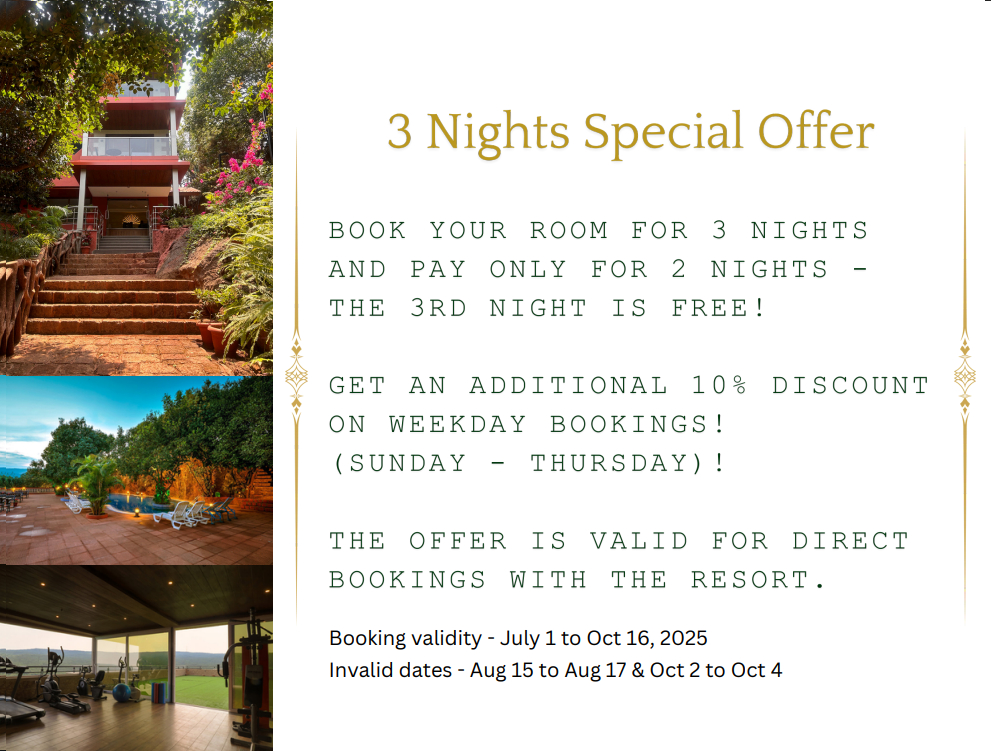 3 Nights Special Offer
BOOK YOUR ROOM FOR 3 NIGHTS
AND PAY ONLY FOR 2 NIGHTS -
THE 3RD NIGHT IS FREE!
GET AN ADDITIONAL 10% DISCOUNT
ON WEEKDAY BOOKINGS!
(SUNDAY - THURSDAY)!
THE OFFER IS VALID FOR DIRECT
BOOKINGS WITH THE RESORT.
Booking validity - July 1 to Oct 16, 2025
Invalid dates - Aug 15 to Aug 17 & Oct 2 to Oct 4